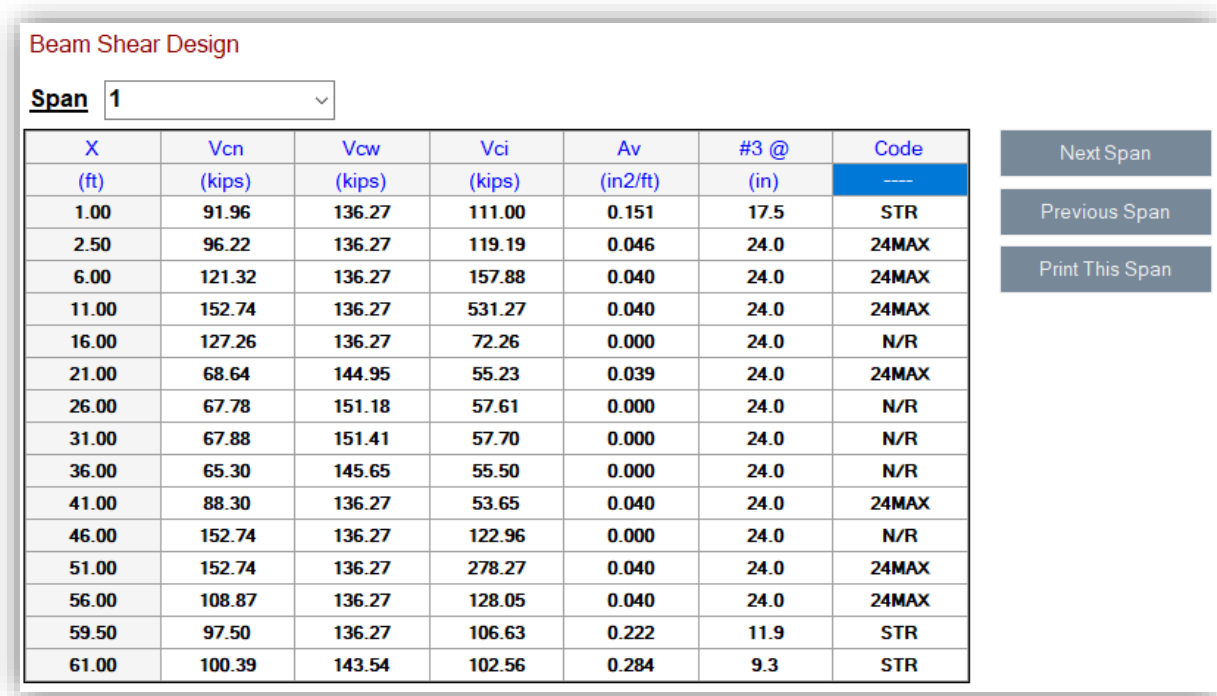 Beam Shear Design
Span 1
X Vcn Vcw Vci Av #3 @ Code
(ft) (kips) (kips) (kips) (in2/ft) (in) ----
1.00 91.96 136.27 111.00 0.151 17.5 STR
2.50 96.22 136.27 119.19 0.046 24.0 24MAX
6.00 121.32 136.27 157.88 0.040 24.0 24MAX
11.00 152.74 136.27 531.27 0.040 24.0 24MAX
16.00 127.26 136.27 72.26 0.000 24.0 N/R
21.00 68.64 144.95 55.23 0.039 24.0 24MAX
26.00 67.78 151.18 57.61 0.000 24.0 N/R
31.00 67.88 151.41 57.70 0.000 24.0 N/R
36.00 65.30 145.65 55.50 0.000 24.0 N/R
41.00 88.30 136.27 53.65 0.040 24.0 24MAX
46.00 152.74 136.27 122.96 0.000 24.0 N/R
51.00 152.74 136.27 278.27 0.040 24.0 24MAX
56.00 108.87 136.27 128.05 0.040 24.0 24MAX
59.50 97.50 136.27 106.63 0.222 11.9 STR
61.00 100.39 143.54 102.56 0.284 9.3 STR
Next Span
Previous Span
Print This Span